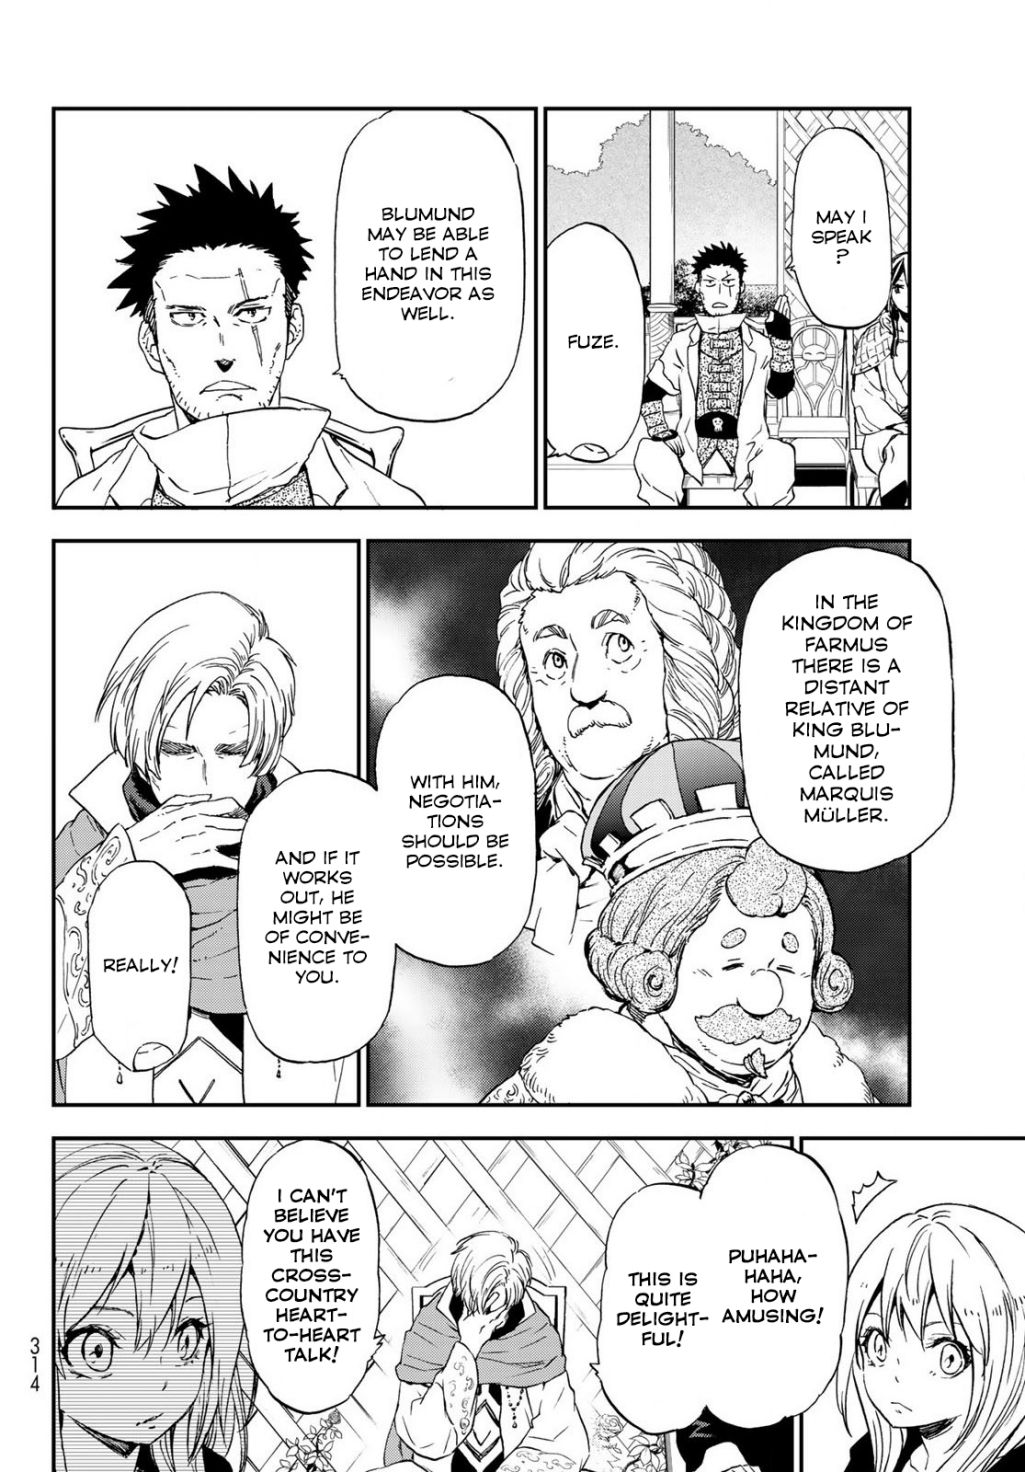 MAY I
SPEAK
?
FUZE.
BLUMUND
MAY BE ABLE
TO LEND A
HAND IN THIS
ENDEAVOR AS
WELL.
IN THE
KINGDOM OF
FARMUS
THERE IS A
DISTANT
RELATIVE OF
KING BLU-
MUND,
CALLED
MARQUIS
MÜLLER.
WITH HIM,
NEGOTIA-
TIONS
SHOULD BE
POSSIBLE.
AND IF IT
WORKS
OUT, HE
MIGHT BE
OF CONVE-
NIENCE TO
YOU.
REALLY!
PUHAHA-
HAHA,
HOW
AMUSING!
THIS IS
QUITE
DELIGHT-
FUL!
I CAN'T
BELIEVE
YOU HAVE
THIS
CROSS-
COUNTRY
HEART-
TO-HEART
TALK!
314